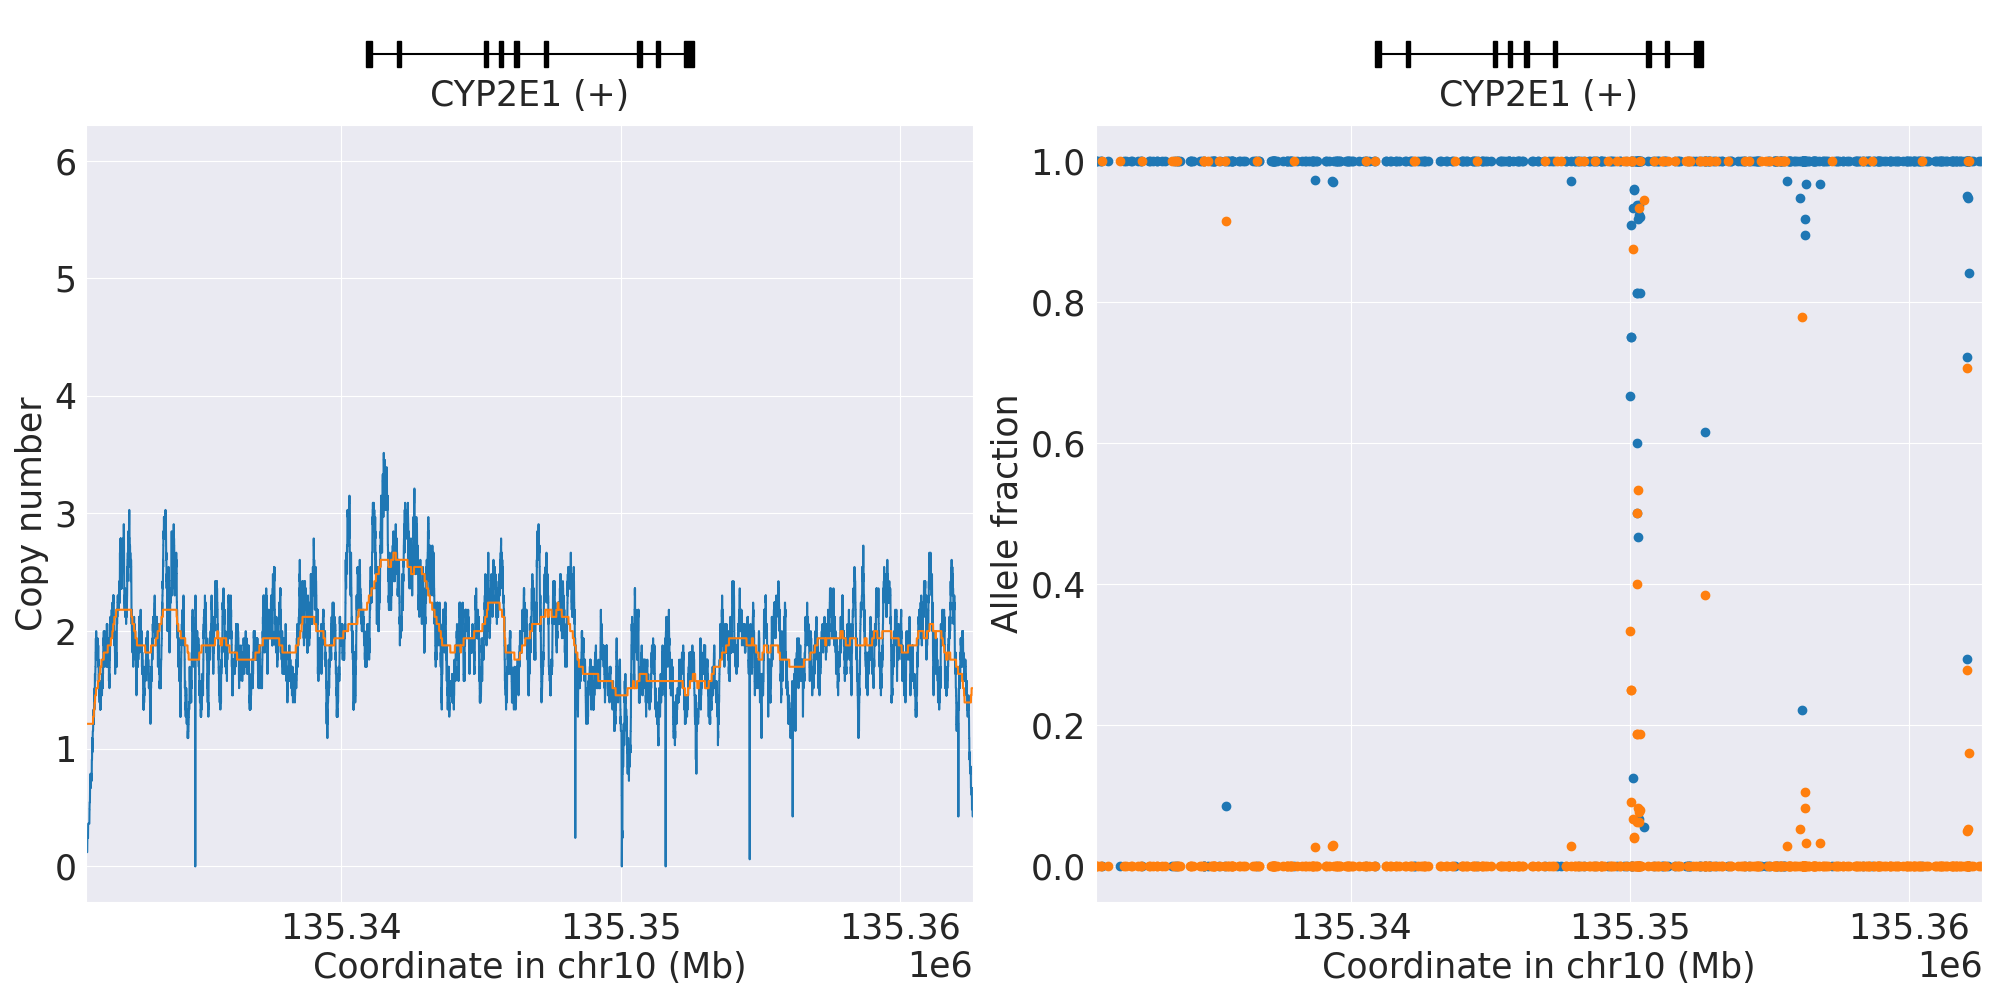 CYP2E1 (+)
CYP2E1 (+)
Copy number
6
5
4
3
2
1
0
135.34 135.35 135.36
Coordinate in chr10 (Mb)
1e6
Allele fraction
1.0
0.8
0.6
0.4
0.2
0.0
135.34 135.35 135.36
Coordinate in chr10 (Mb)
1e6